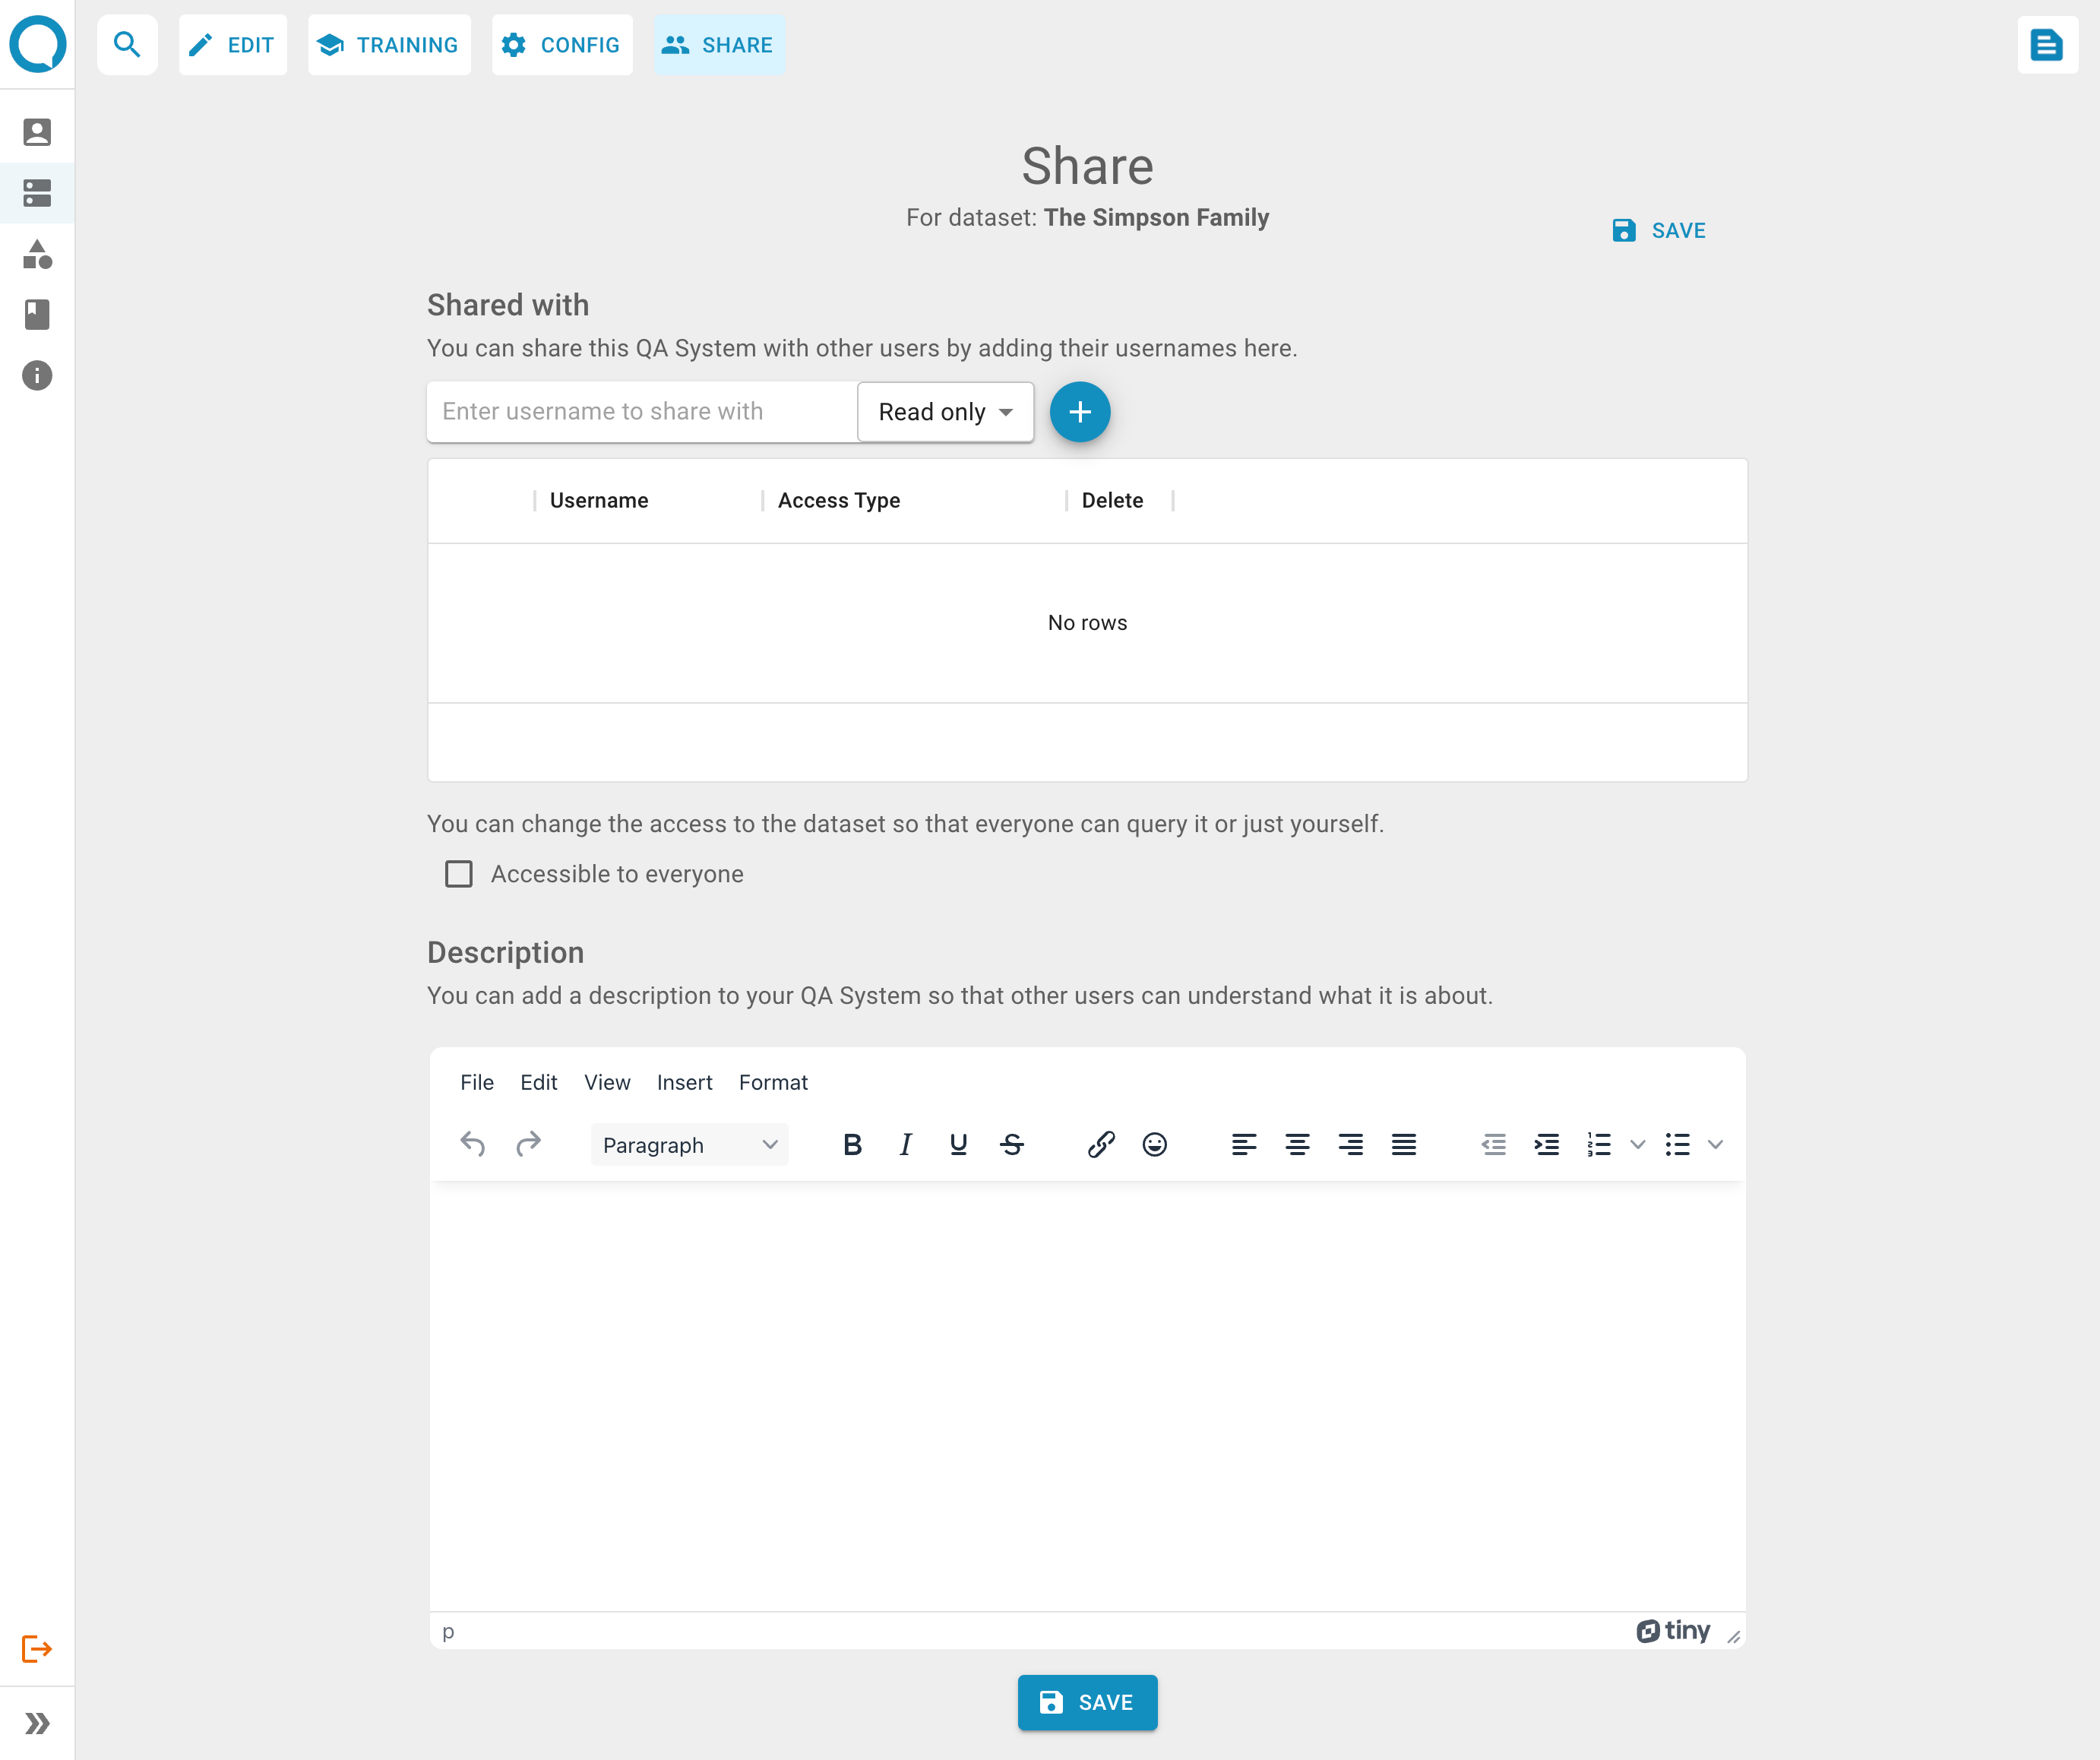 EDIT
TRAINING
CONFIG
SHARE
Share
For dataset: The Simpson Family
SAVE
Shared with
You can share this QA System with other users by adding their usernames here.
Enter username to share with
Read only
Username
Access Type
Delete
No rows
You can change the access to the dataset so that everyone can query it or just yourself.
Accessible to everyone
Description
You can add a description to your QA System so that other users can understand what it is about.
File
Edit
View
Insert
Format
Paragraph
B
I
U
S
p
tiny
SAVE